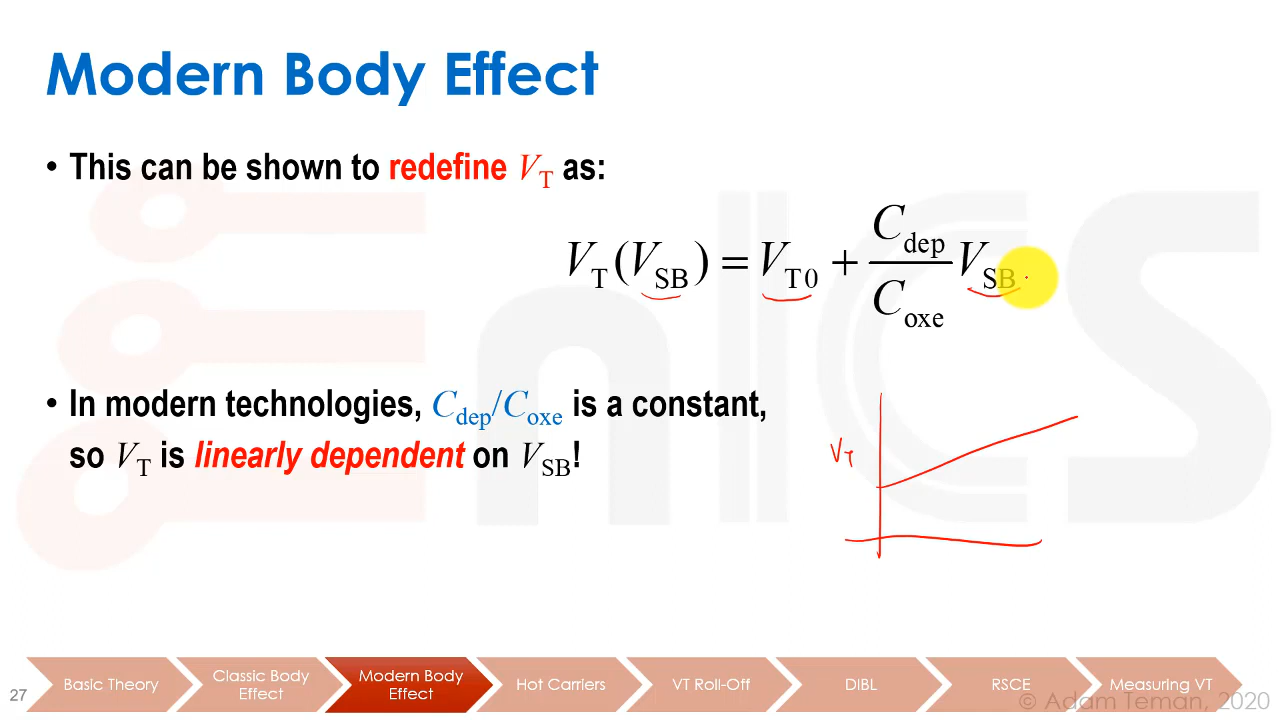 Modern Body Effect
• This can be shown to redefine V_T as:
V_T (V_SB) = V_T0 + C_dep / C_oxe V_SB
• In modern technologies, C_dep/C_oxe is a constant,
so V_T is linearly dependent on V_SB!
V_T
27
Basic Theory
Classic Body
Effect
Modern Body
Effect
Hot Carriers
VT Roll-Off
DIBL
RSCE
Measuring VT
© Adam Teman, 2020
ENICS